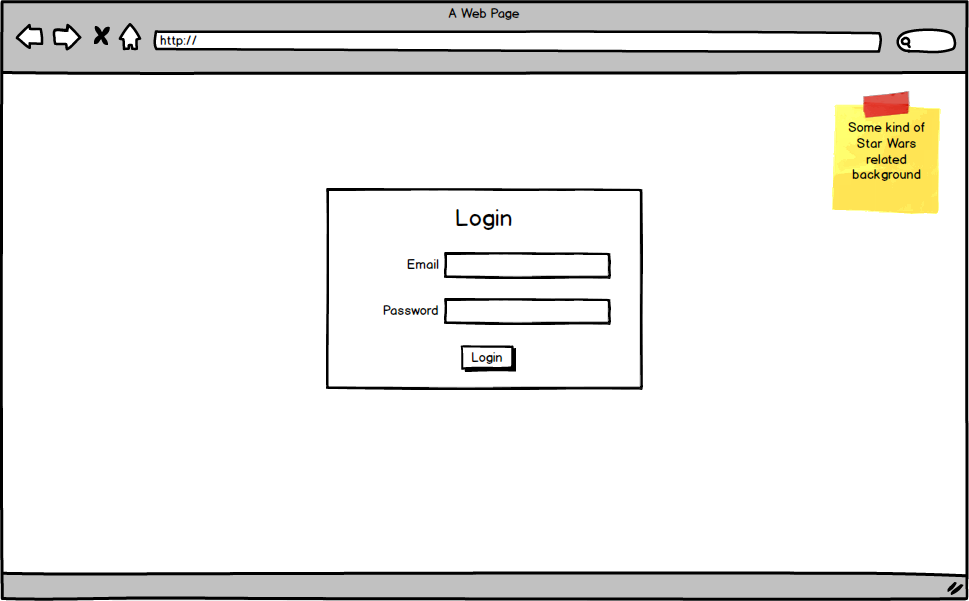 A Web Page
http://
Some kind of
Star Wars
related
background
Login
Email
Password
Login